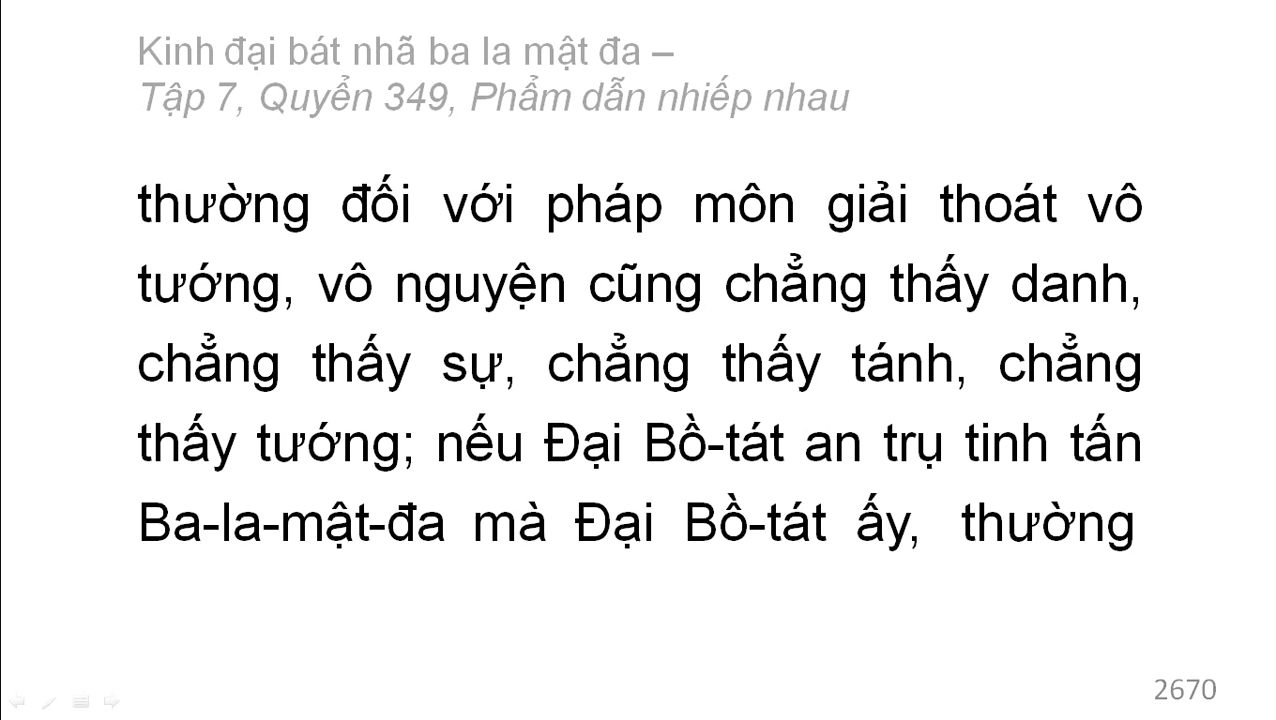 Kinh đại bát nhã ba la mật đa –
Tập 7, Quyển 349, Phẩm dẫn nhiếp nhau
thường đối với pháp môn giải thoát vô
tướng, vô nguyện cũng chẳng thấy danh,
chẳng thấy sự, chẳng thấy tánh, chẳng
thấy tướng; nếu Đại Bồ-tát an trụ tinh tấn
Ba-la-mật-đa mà Đại Bồ-tát ấy, thường
2670